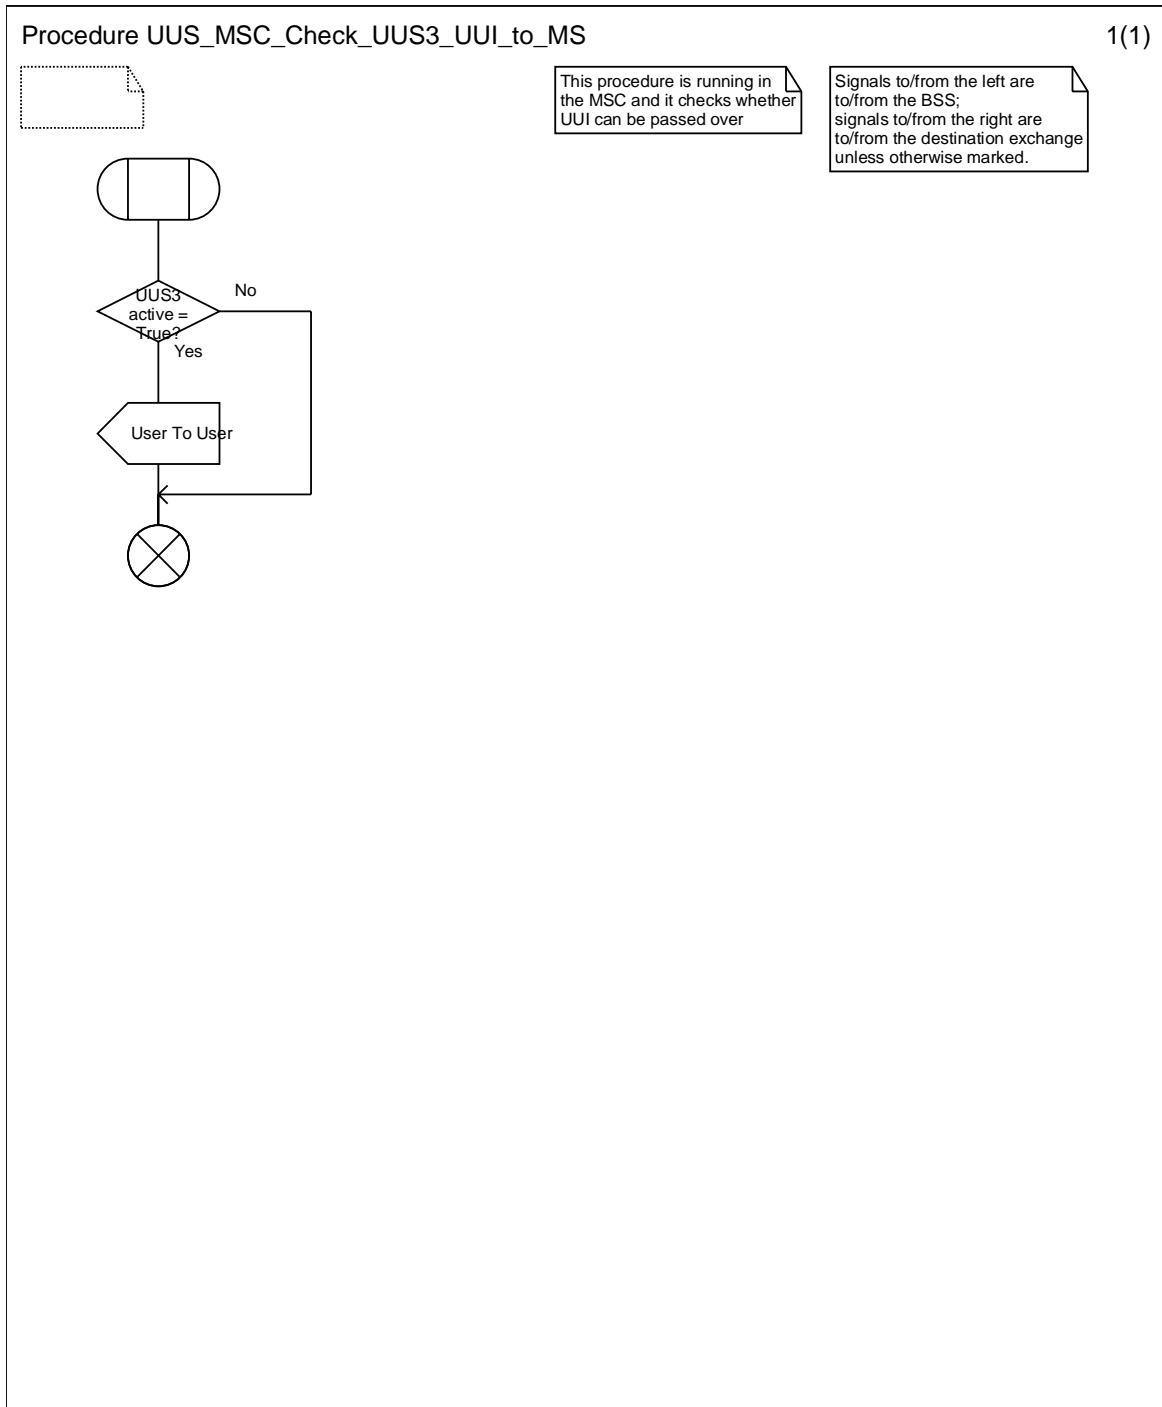 Procedure UUS_MSC_Check_UUS3_UUI_to_MS
1(1)
This procedure is running in
the MSC and it checks whether
UUI can be passed over
Signals to/from the left are
to/from the BSS;
signals to/from the right are
to/from the destination exchange
unless otherwise marked.
UUS3
active =
True?
No
Yes
User To User